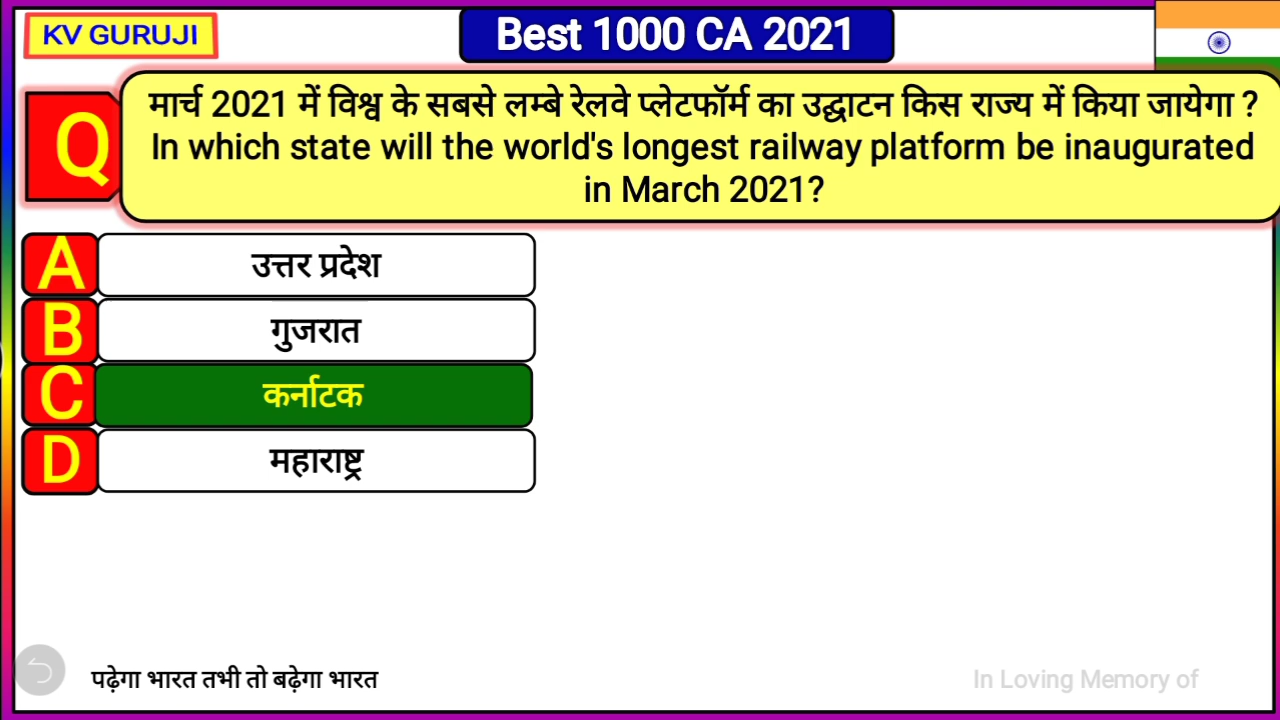 KV GURUJI
Best 1000 CA 2021
Q
मार्च 2021 में विश्व के सबसे लम्बे रेलवे प्लेटफॉर्म का उद्घाटन किस राज्य में किया जायेगा ?
In which state will the world's longest railway platform be inaugurated
in March 2021?
A उत्तर प्रदेश
B गुजरात
C कर्नाटक
D महाराष्ट्र
पढ़ेगा भारत तभी तो बढ़ेगा भारत
In Loving Memory of